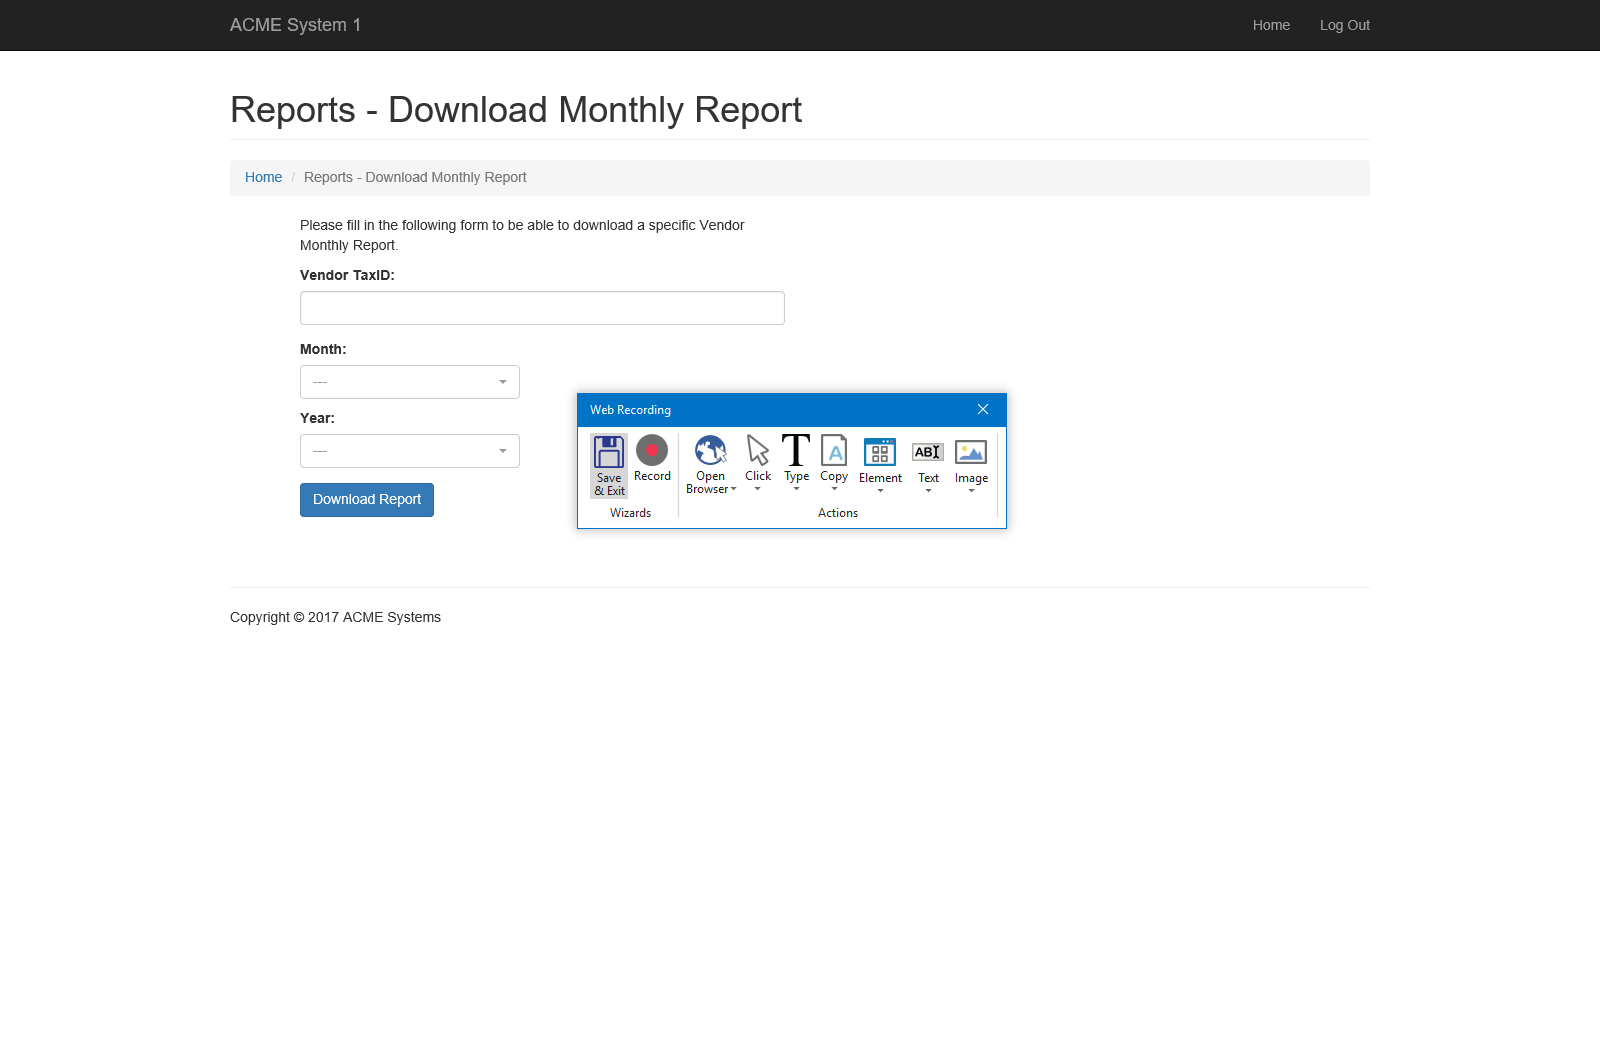 ACME System 1
Home
Log Out
Reports - Download Monthly Report
Home / Reports - Download Monthly Report
Please fill in the following form to be able to download a specific Vendor
Monthly Report.
Vendor TaxID:
Month:
---
Year:
---
Download Report
Web Recording
Save
& Exit
Record
Wizards
Open
Browser
Click
Type
Copy
Element
Text
Image
Actions
Copyright © 2017 ACME Systems